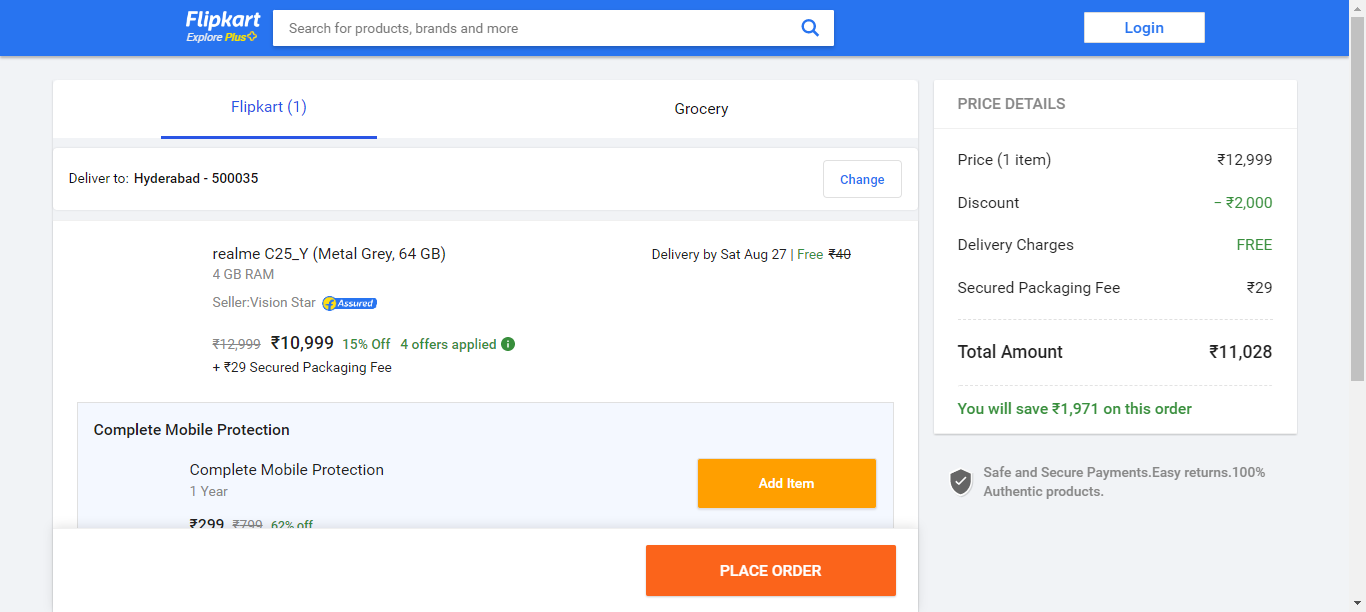 Flipkart
Explore Plus
Search for products, brands and more
Login
Flipkart (1)
Grocery
Deliver to: Hyderabad - 500035
Change
realme C25_Y (Metal Grey, 64 GB)
4 GB RAM
Seller:Vision Star
f Assured
Delivery by Sat Aug 27 | Free ₹40
₹12,999 ₹10,999 15% Off 4 offers applied i
+ ₹29 Secured Packaging Fee
Complete Mobile Protection
Complete Mobile Protection
1 Year
₹299 ₹799 62% off
Add Item
PLACE ORDER
PRICE DETAILS
Price (1 item) ₹12,999
Discount − ₹2,000
Delivery Charges FREE
Secured Packaging Fee ₹29
Total Amount ₹11,028
You will save ₹1,971 on this order
Safe and Secure Payments.Easy returns.100%
Authentic products.